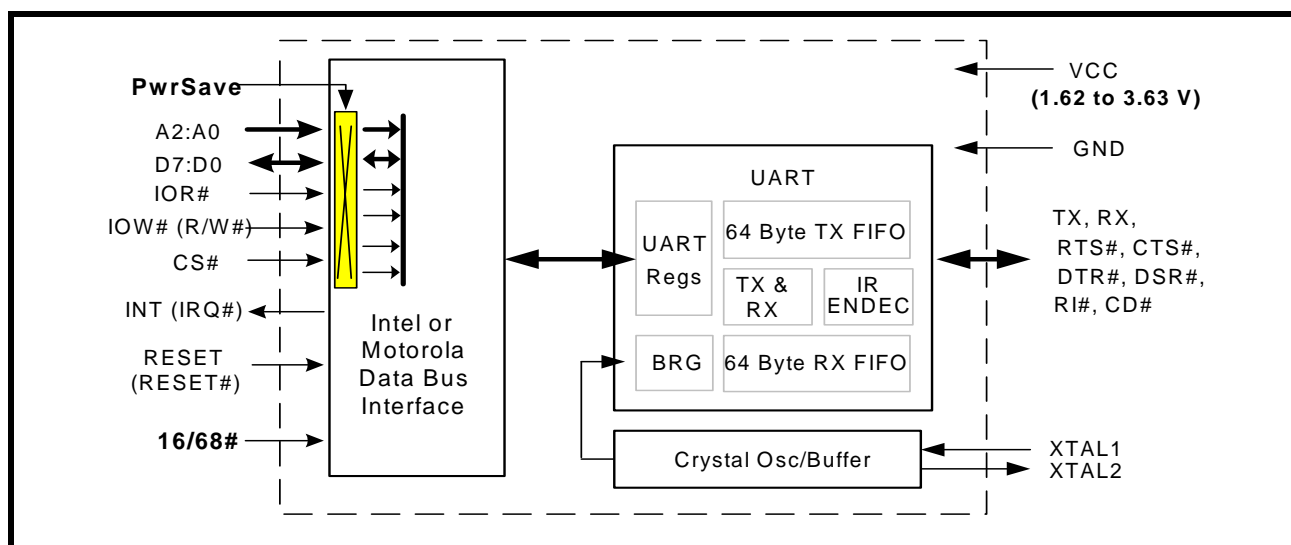 PwrSave
A2:A0
D7:D0
IOR#
IOW# (R/W#)
CS#
INT (IRQ#)
RESET
(RESET#)
16/68#
Intel or
Motorola
Data Bus
Interface
UART
UART
Regs
64 Byte TX FIFO
TX &
RX
IR
ENDEC
BRG
64 Byte RX FIFO
Crystal Osc/Buffer
VCC
(1.62 to 3.63 V)
GND
TX, RX,
RTS#, CTS#,
DTR#, DSR#,
RI#, CD#
XTAL1
XTAL2